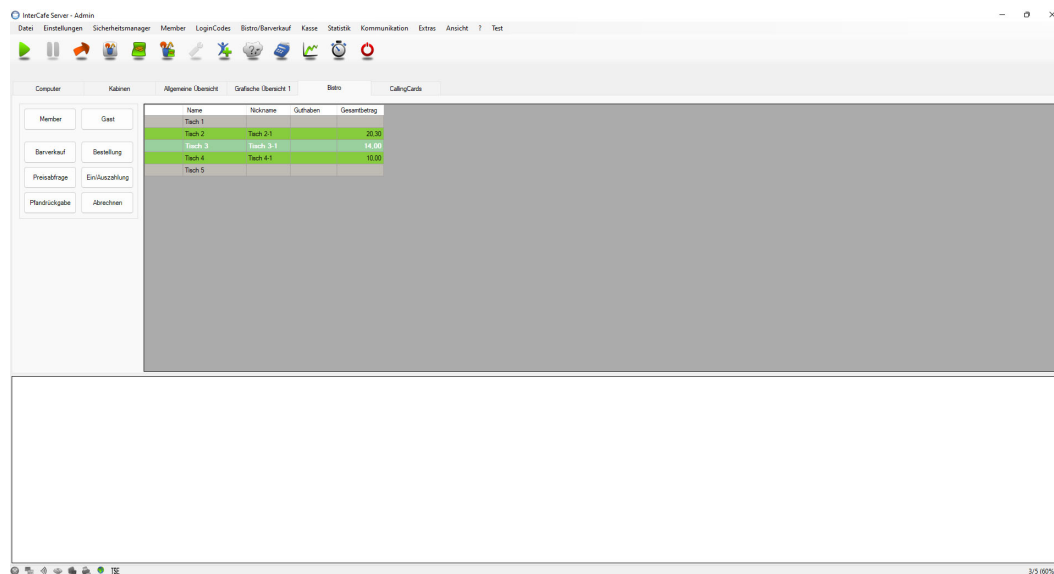 InterCafe Server - Admin
Datei Einstellungen Sicherheitsmanager Member LoginCodes Bistro/Barverkauf Kasse Statistik Kommunikation Extras Ansicht ? Test
Computer Kabinen Allgemeine Übersicht Grafische Übersicht 1 Bistro CallingCards
Member Gast
Barverkauf Bestellung
Preisabfrage Ein/Auszahlung
Pfandrückgabe Abrechnen
Name Nickname Guthaben Gesamtbetrag
Tisch 1
Tisch 2 Tisch 2-1 20,30
Tisch 3 Tisch 3-1 14,00
Tisch 4 Tisch 4-1 10,00
Tisch 5
TSE 3/5 (60%